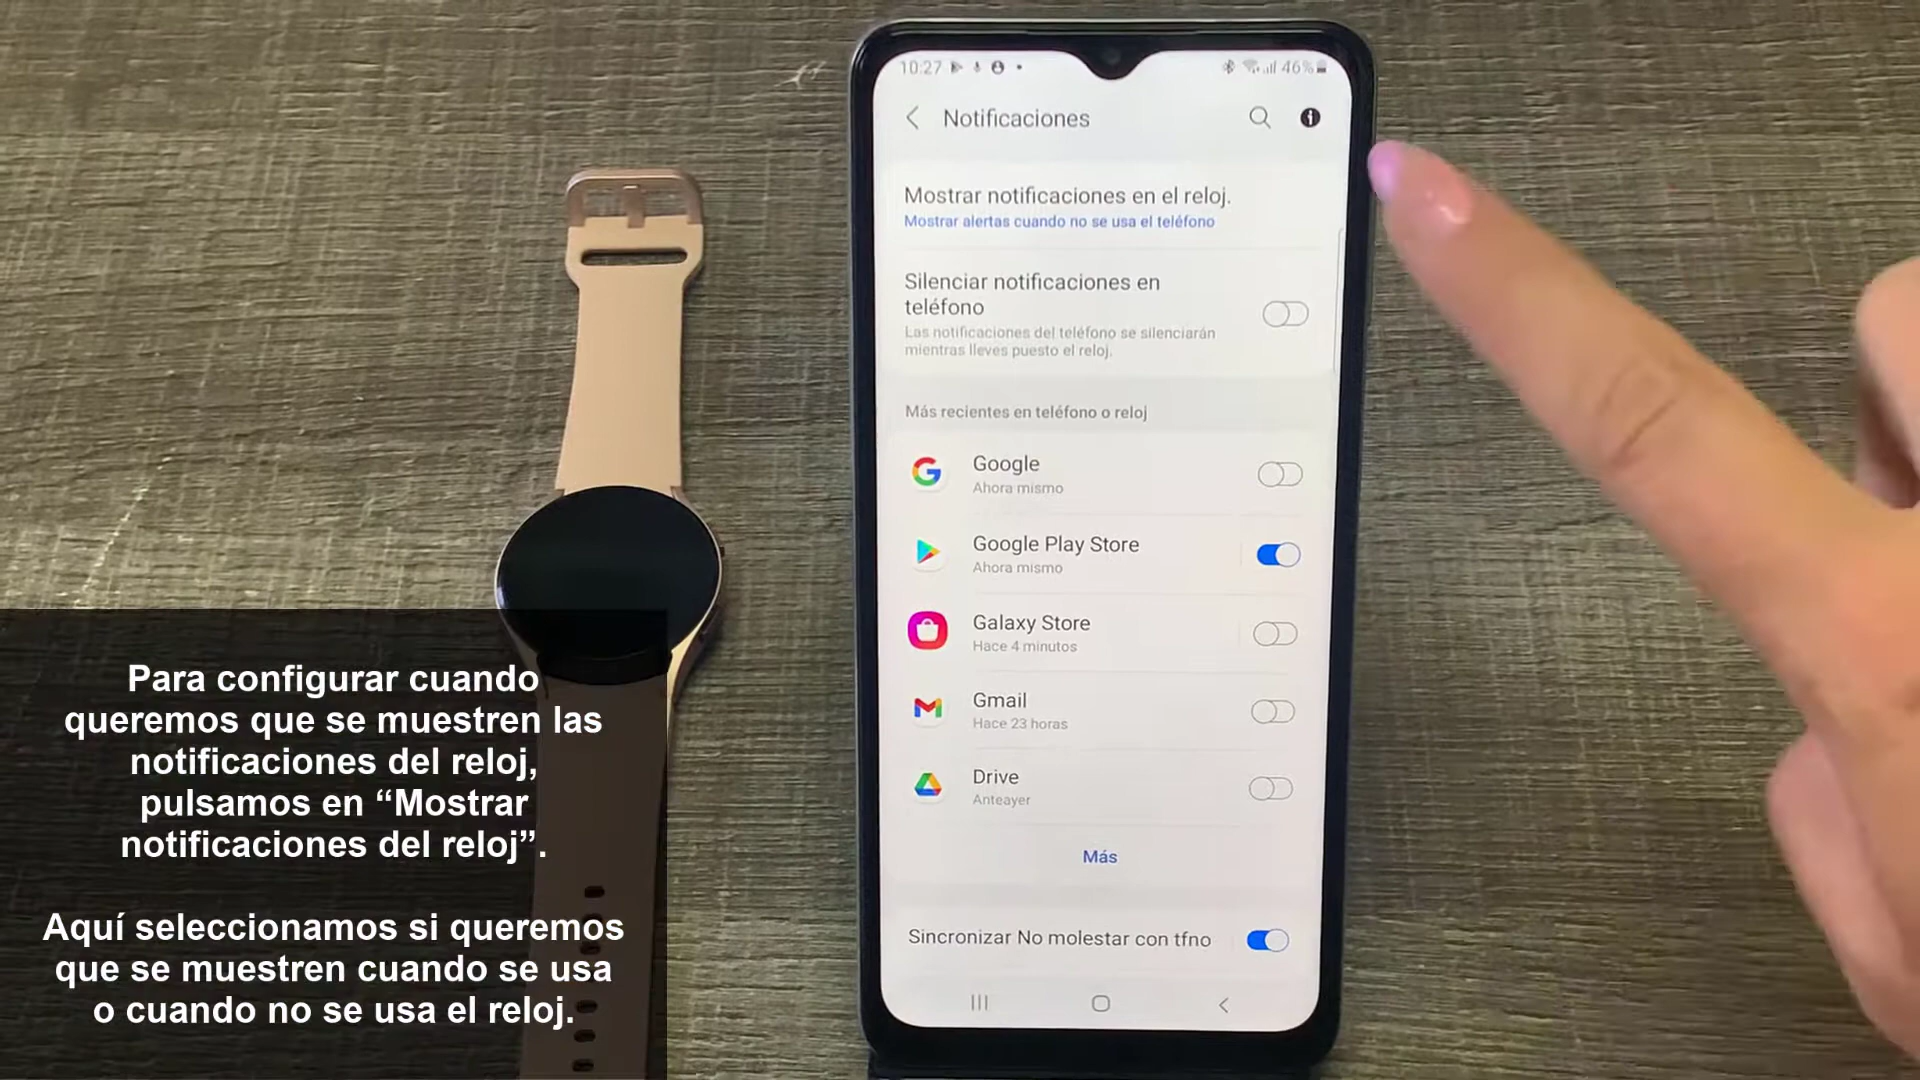 10:27
46%
Notificaciones
Mostrar notificaciones en el reloj.
Mostrar alertas cuando no se usa el teléfono
Silenciar notificaciones en
teléfono
Las notificaciones del teléfono se silenciarán
mientras lleves puesto el reloj.
Más recientes en teléfono o reloj
Google
Ahora mismo
Google Play Store
Ahora mismo
Galaxy Store
Hace 4 minutos
Gmail
Hace 23 horas
Drive
Anteayer
Más
Sincronizar No molestar con tfno
Para configurar cuando
queremos que se muestren las
notificaciones del reloj,
pulsamos en “Mostrar
notificaciones del reloj”.
Aquí seleccionamos si queremos
que se muestren cuando se usa
o cuando no se usa el reloj.